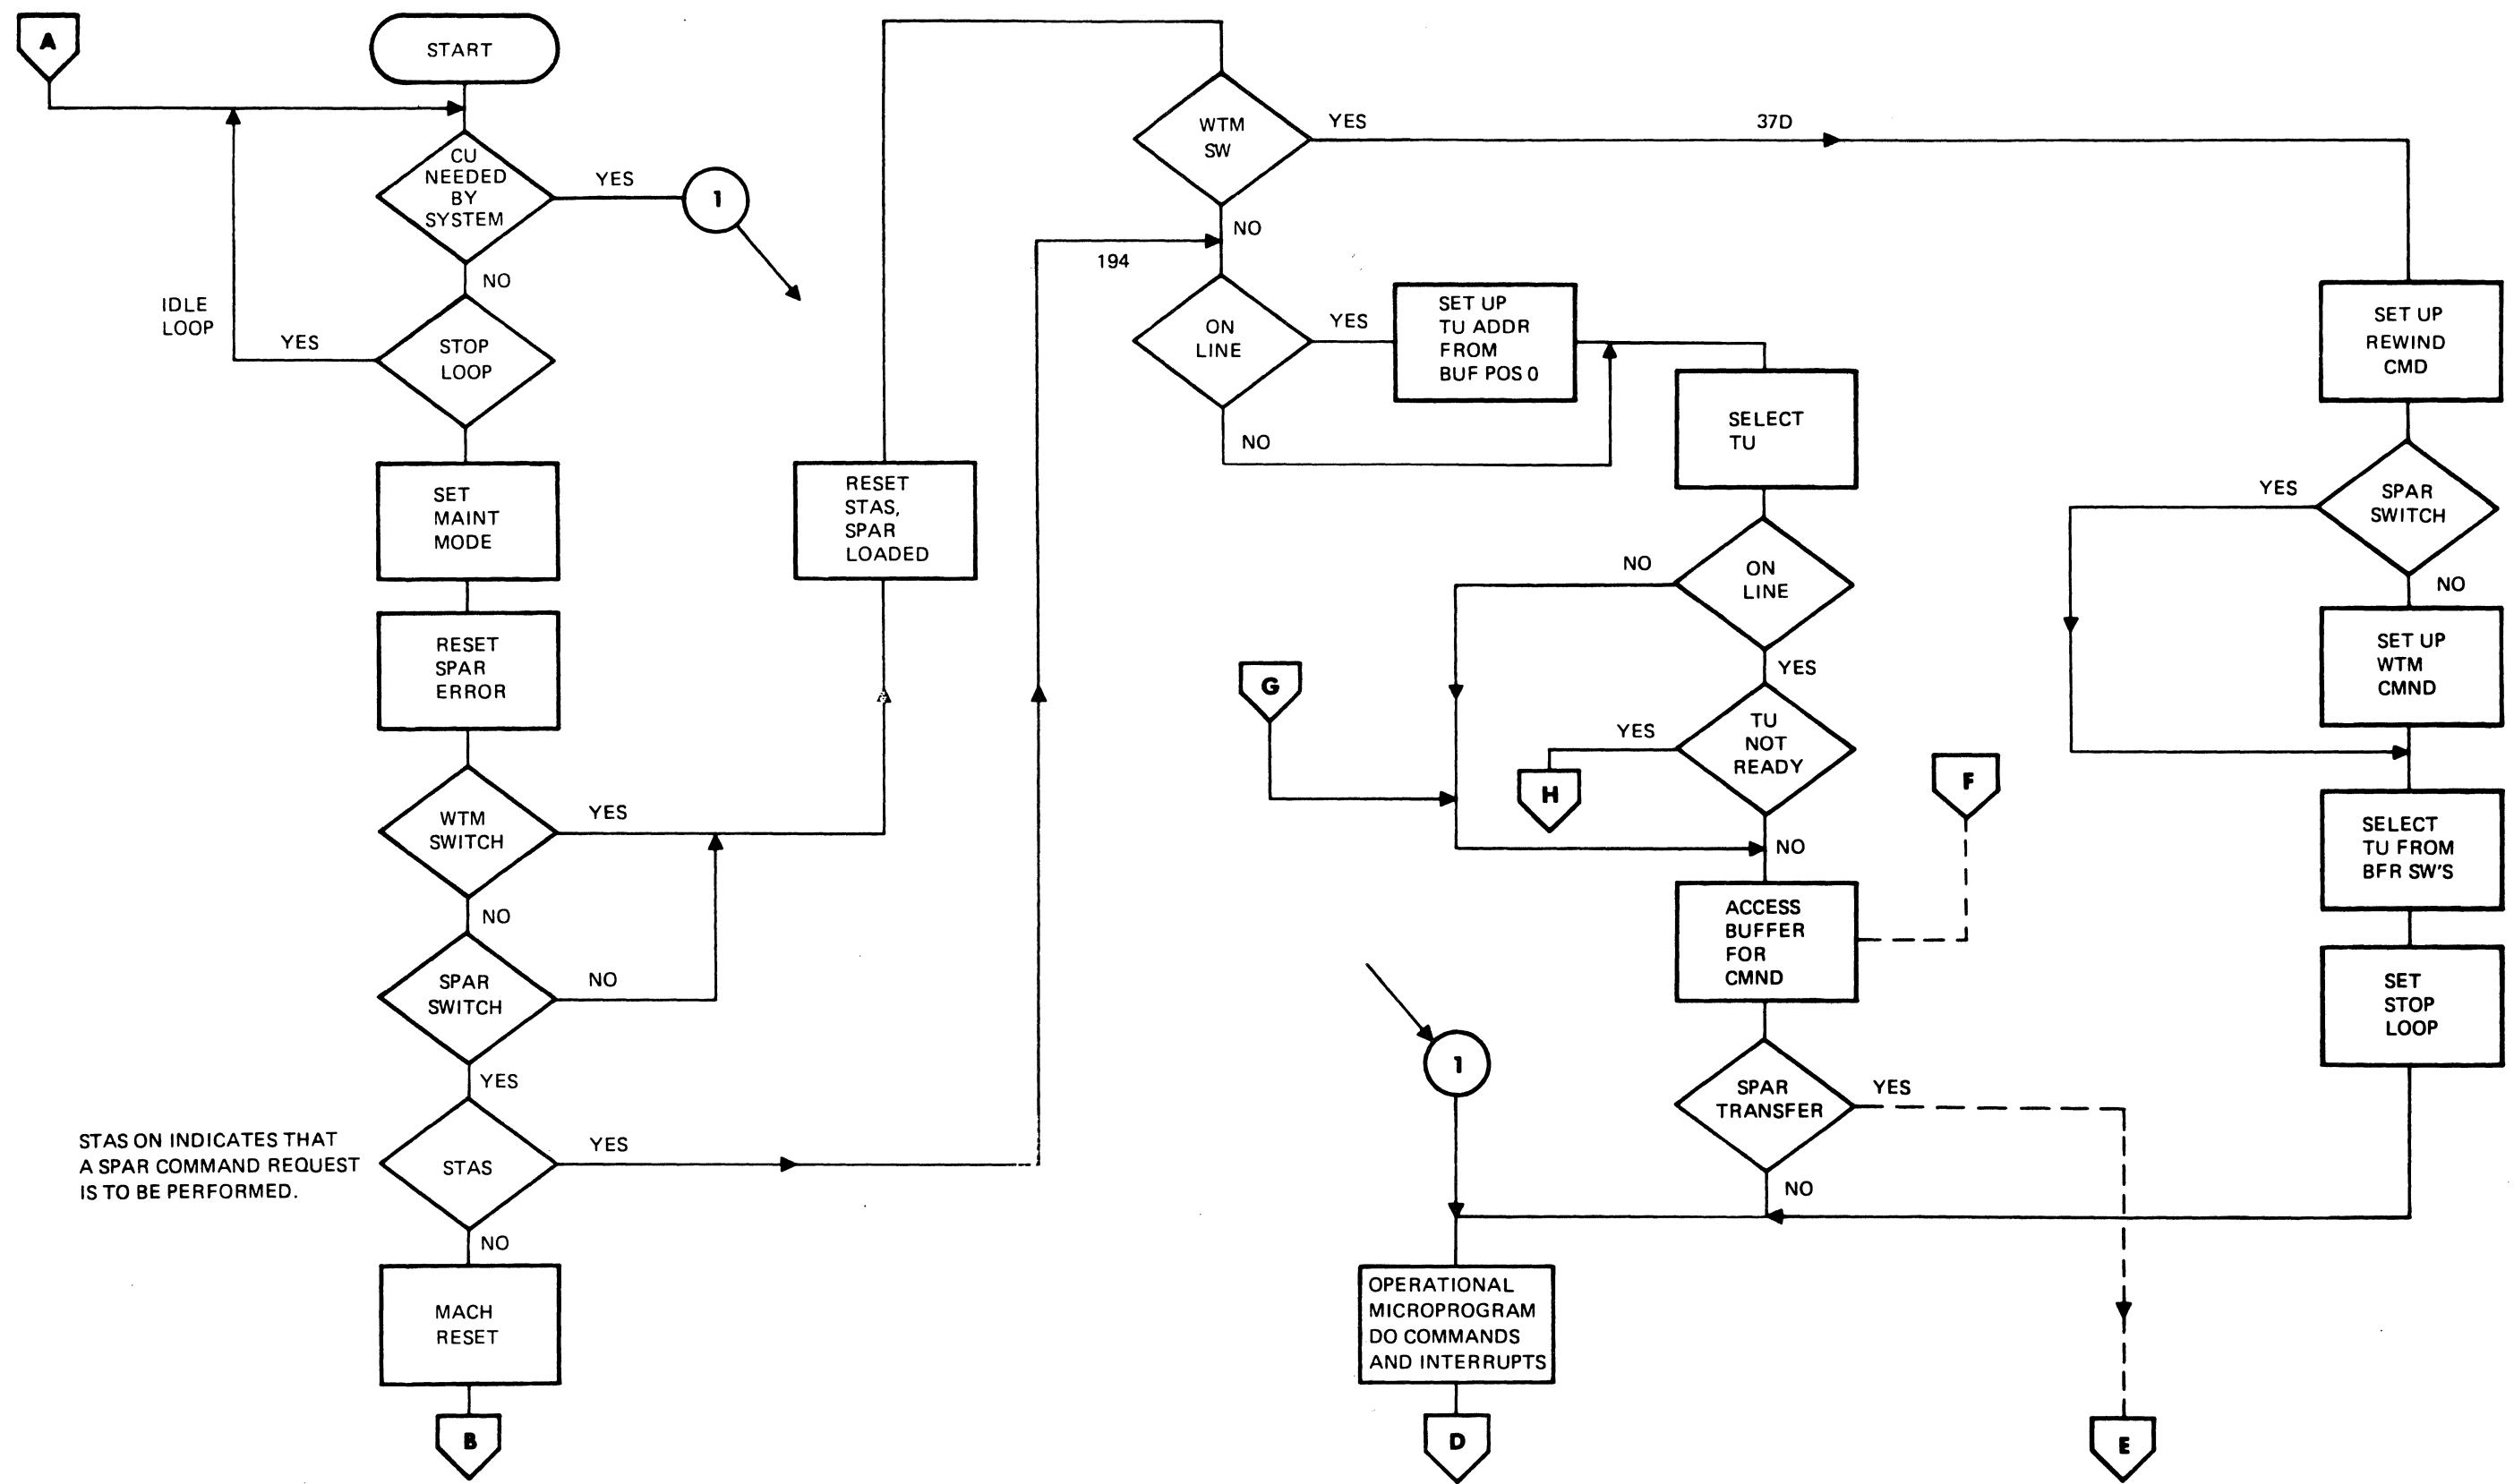 A
START
CU
NEEDED
BY
SYSTEM
YES
1
NO
IDLE
LOOP
YES
STOP
LOOP
SET
MAINT
MODE
RESET
SPAR
ERROR
WTM
SWITCH
YES
NO
SPAR
SWITCH
NO
YES
STAS ON INDICATES THAT
A SPAR COMMAND REQUEST
IS TO BE PERFORMED.
STAS
YES
NO
MACH
RESET
B
RESET
STAS,
SPAR
LOADED
WTM
SW
YES
37D
NO
194
ON
LINE
YES
SET UP
TU ADDR
FROM
BUF POS 0
NO
SELECT
TU
NO
ON
LINE
YES
G
YES
TU
NOT
READY
H
F
NO
ACCESS
BUFFER
FOR
CMND
1
SPAR
TRANSFER
YES
NO
OPERATIONAL
MICROPROGRAM
DO COMMANDS
AND INTERRUPTS
D
E
SET UP
REWIND
CMD
YES
SPAR
SWITCH
NO
SET UP
WTM
CMND
SELECT
TU FROM
BFR SW'S
SET
STOP
LOOP